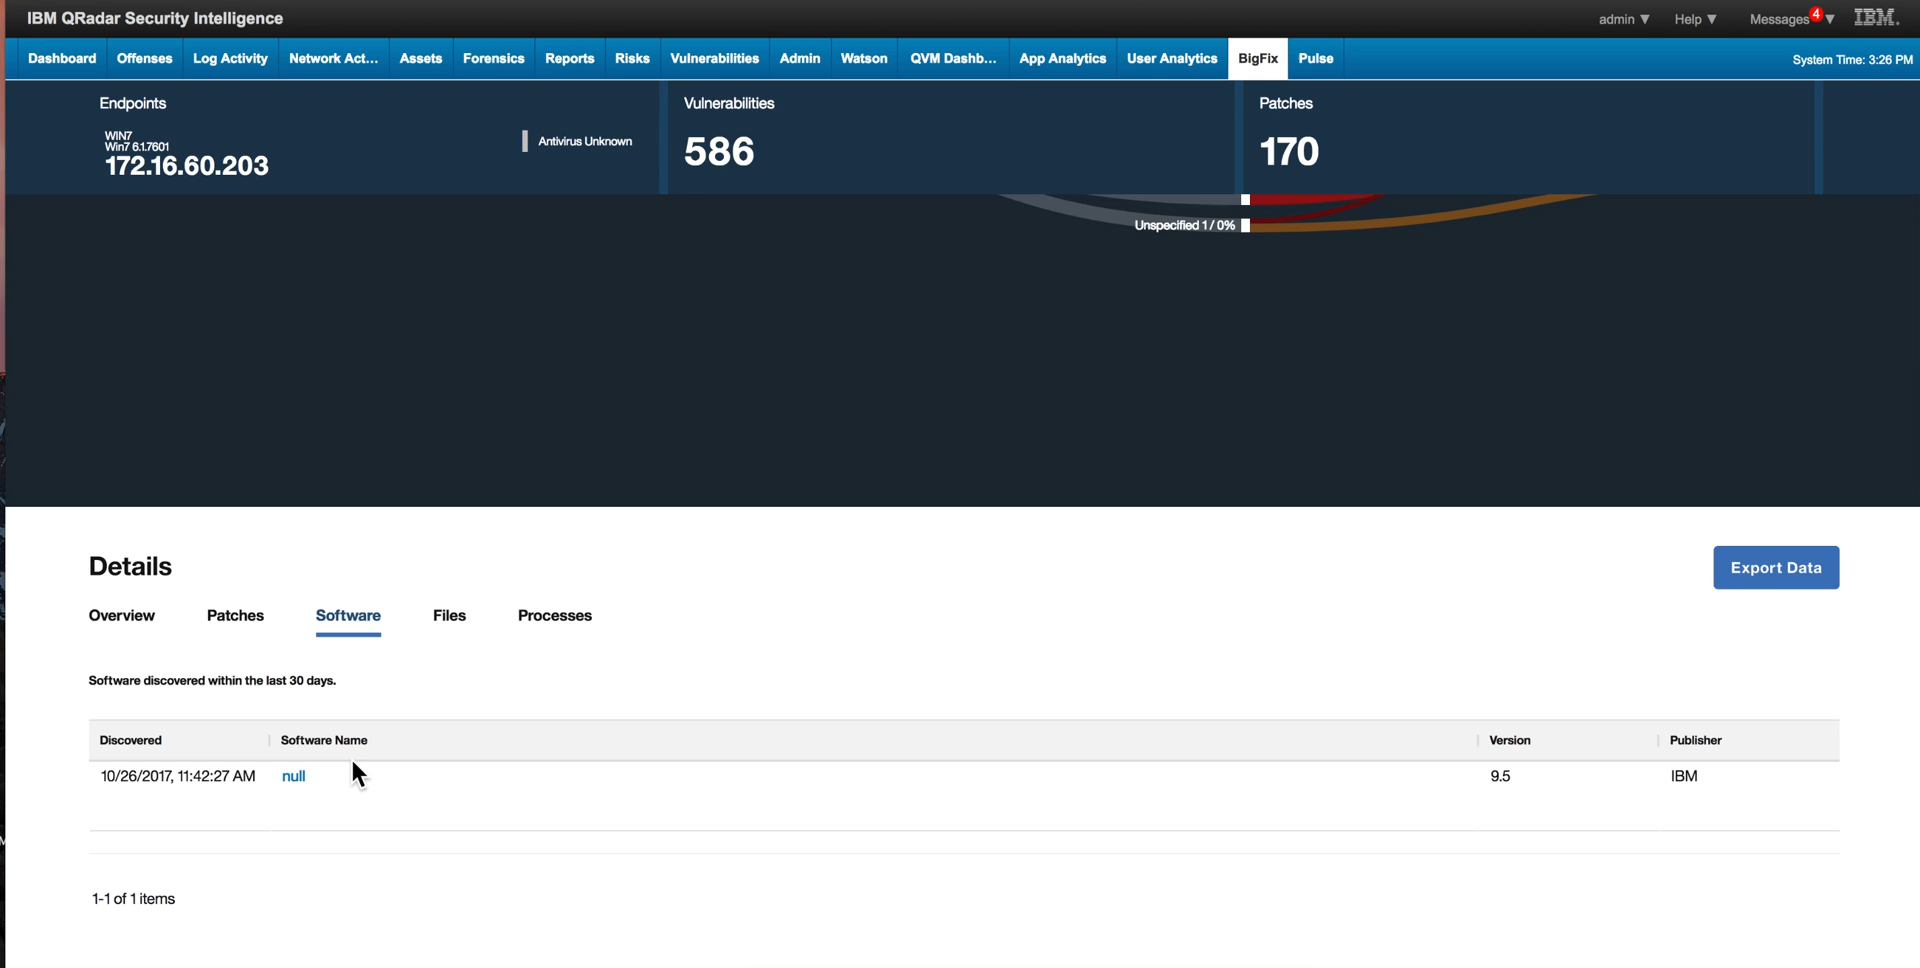 IBM QRadar Security Intelligence
admin ▼ Help ▼ Messages 4 ▼ IBM.
Dashboard Offenses Log Activity Network Act... Assets Forensics Reports Risks Vulnerabilities Admin Watson QVM Dashb... App Analytics User Analytics BigFix Pulse System Time: 3:26 PM
Endpoints
WIN7
Win7 6.1.7601
172.16.60.203
Antivirus Unknown
Vulnerabilities
586
Patches
170
Unspecified 1 / 0%
Details
Export Data
Overview Patches Software Files Processes
Software discovered within the last 30 days.
Discovered Software Name Version Publisher
10/26/2017, 11:42:27 AM null 9.5 IBM
1-1 of 1 items